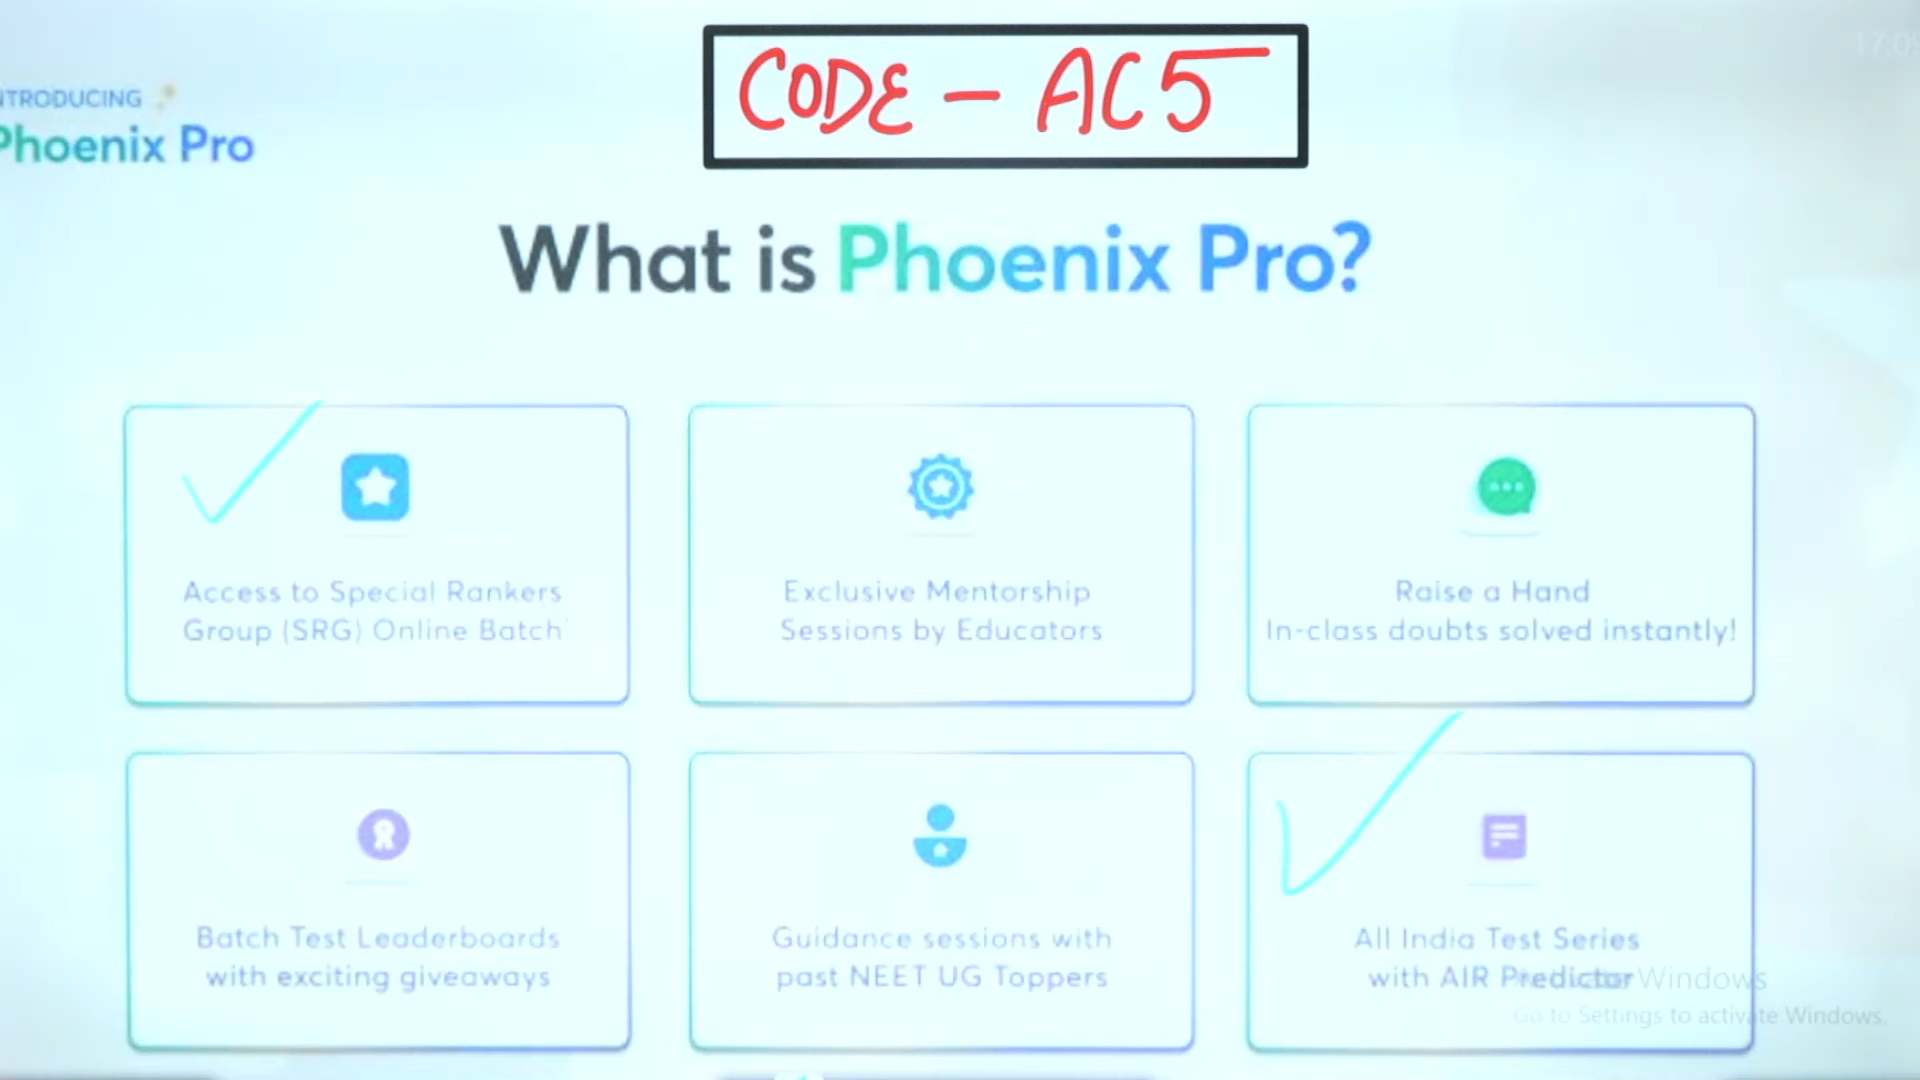 CODE - AC5
NTRODUCING
Phoenix Pro
What is Phoenix Pro?
Access to Special Rankers
Group (SRG) Online Batch
Exclusive Mentorship
Sessions by Educators
Raise a Hand
In-class doubts solved instantly!
Batch Test Leaderboards
with exciting giveaways
Guidance sessions with
past NEET UG Toppers
All India Test Series
with AIR Predictor
Windows
Go to Settings to activate Windows.